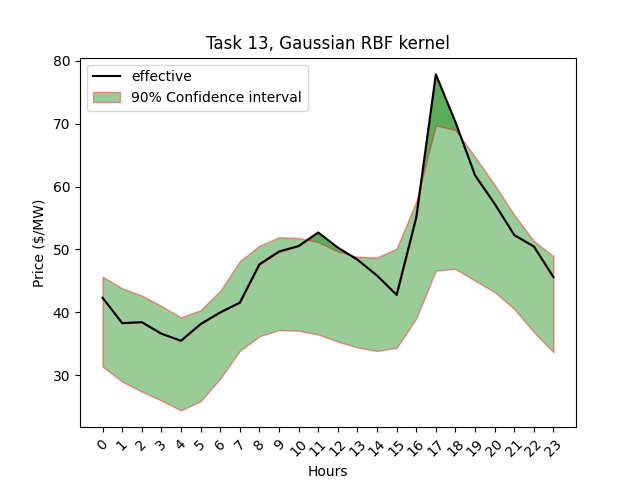 Task 13, Gaussian RBF kernel
effective
90% Confidence interval
Price ($/MW)
80
70
60
50
40
30
0 1 2 3 4 5 6 7 8 9 10 11 12 13 14 15 16 17 18 19 20 21 22 23
Hours